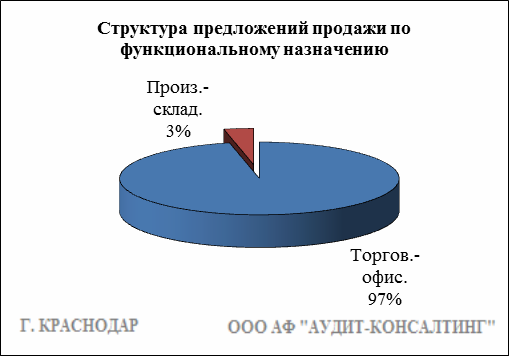 Структура предложений продажи по
функциональному назначению
Произ.-
склад.
3%
Торгов.-
офис.
97%
Г. КРАСНОДАР
ООО АФ "АУДИТ-КОНСАЛТИНГ"